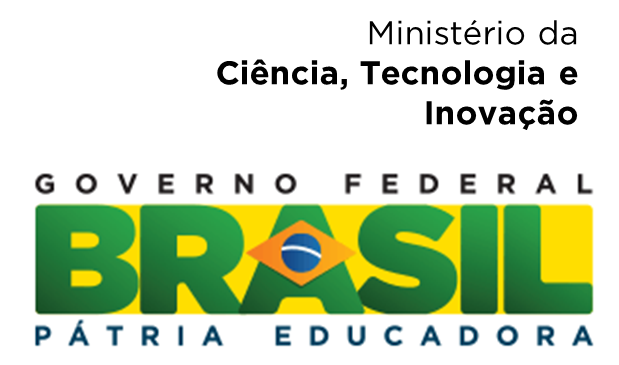 Ministério da
Ciência, Tecnologia e
Inovação
GOVERNO FEDERAL
BRASIL
PÁTRIA EDUCADORA